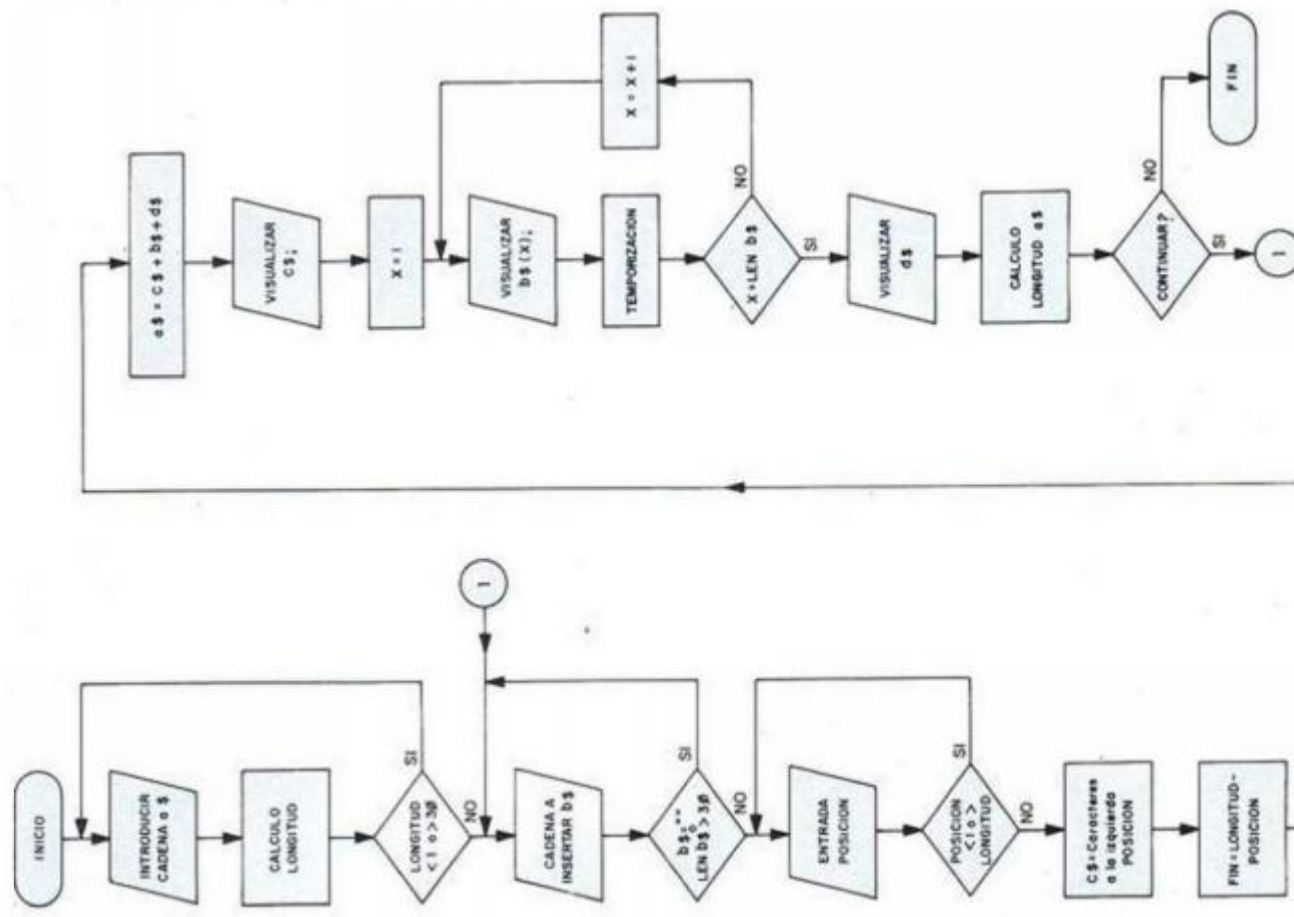 INICIO
INTRODUCIR
CADENA a $
CALCULO
LONGITUD
LONGITUD
< 1 o > 3Ø
SI
NO
1
CADENA A
INSERTAR b$
b$=""
o
LEN b$ > 3Ø
SI
NO
ENTRADA
POSICION
POSICION
< 1 o >
LONGITUD
SI
NO
C$=Caracteres
a la izquierda
POSICION
FIN=LONGITUD-
POSICION
a$ = C$ + b$ + d$
VISUALIZAR
C$;
X=1
VISUALIZAR
b$(X);
TEMPORIZACION
X=LEN b$
NO
X = X + 1
SI
VISUALIZAR
d$
CALCULO
LONGITUD a$
CONTINUAR?
NO
FIN
SI
1